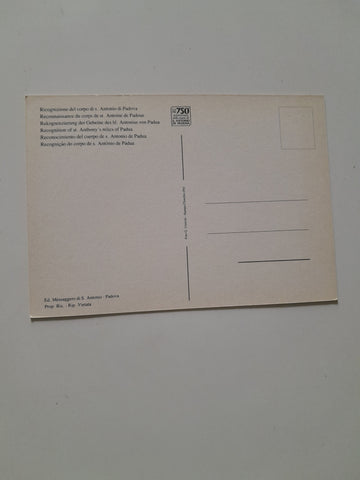 Ricognizione del corpo di s. Antonio di Padova
Reconnaissance du corps de st. Antoine de Padoue
Rekognoszierung der Gebeine des hl. Antonius von Padua
Recognition of st. Anthony's relics of Padua
Reconocimiento del cuerpo de s. Antonio de Padua
Recognição do corpo de s. António de Pádua
750
Ed. Messaggero di S. Antonio - Padova
Prop. Ris. - Rip. Vietata